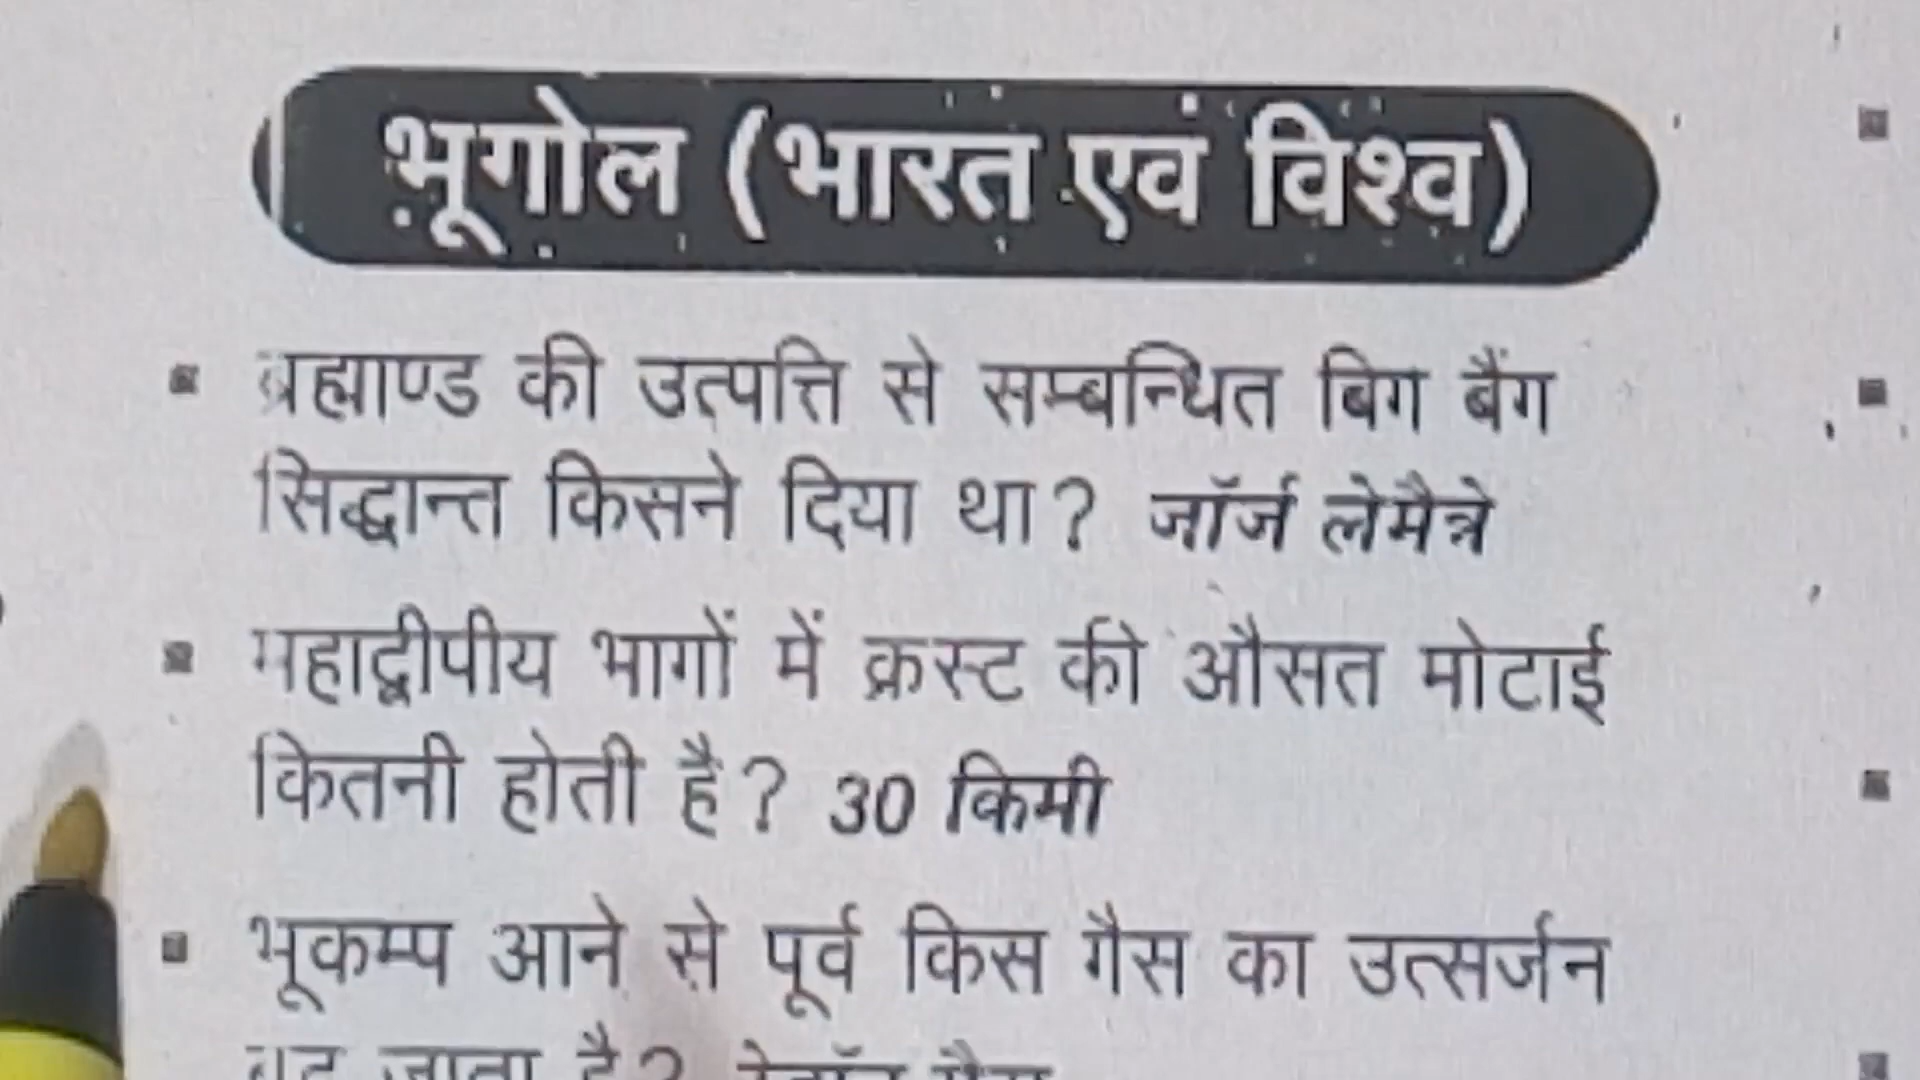 भूगोल (भारत एवं विश्व)
▪ ब्रह्माण्ड की उत्पत्ति से सम्बन्धित बिग बैंग
सिद्धान्त किसने दिया था? जॉर्ज लेमैत्रे
▪ महाद्वीपीय भागों में क्रस्ट की औसत मोटाई
कितनी होती है? 30 किमी
▪ भूकम्प आने से पूर्व किस गैस का उत्सर्जन
जाता है?